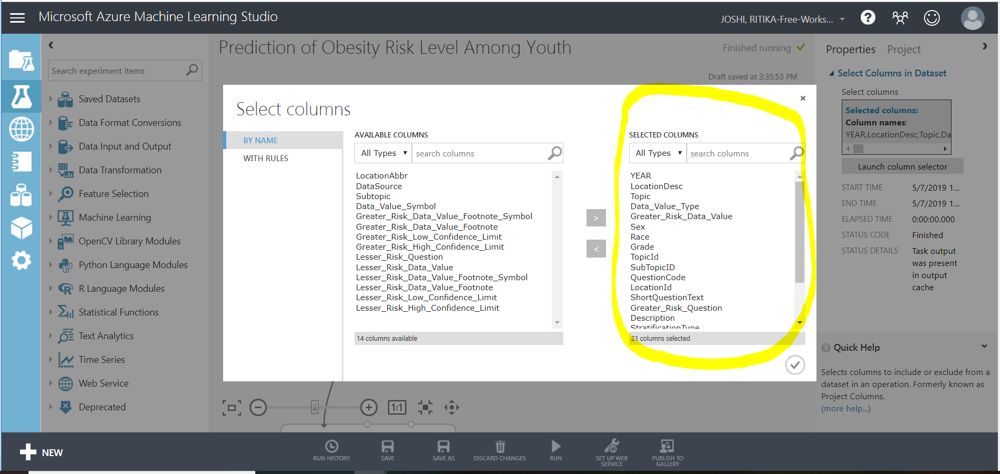 Microsoft Azure Machine Learning Studio
JOSHI, RITIKA-Free-Works...
?
Search experiment items
Saved Datasets
Data Format Conversions
Data Input and Output
Data Transformation
Feature Selection
Machine Learning
OpenCV Library Modules
Python Language Modules
R Language Modules
Statistical Functions
Text Analytics
Time Series
Web Service
Deprecated
Prediction of Obesity Risk Level Among Youth
Finished running
Draft saved at 3:35:53 PM
Select columns
BY NAME
WITH RULES
AVAILABLE COLUMNS
All Types
search columns
LocationAbbr
DataSource
Subtopic
Data_Value_Symbol
Greater_Risk_Data_Value_Footnote_Symbol
Greater_Risk_Data_Value_Footnote
Greater_Risk_Low_Confidence_Limit
Greater_Risk_High_Confidence_Limit
Lesser_Risk_Question
Lesser_Risk_Data_Value
Lesser_Risk_Data_Value_Footnote_Symbol
Lesser_Risk_Data_Value_Footnote
Lesser_Risk_Low_Confidence_Limit
Lesser_Risk_High_Confidence_Limit
14 columns available
>
<
SELECTED COLUMNS
All Types
search columns
YEAR
LocationDesc
Topic
Data_Value_Type
Greater_Risk_Data_Value
Sex
Race
Grade
TopicId
SubTopicID
QuestionCode
LocationId
ShortQuestionText
Greater_Risk_Question
Description
StratificationType
21 columns selected
1:1
Properties
Project
Select Columns in Dataset
Select columns
Selected columns:
Column names:
YEAR,LocationDesc,Topic,Da
Launch column selector
START TIME 5/7/2019 1...
END TIME 5/7/2019 1...
ELAPSED TIME 0:00:00.000
STATUS CODE Finished
STATUS DETAILS Task output
was present
in output
cache
? Quick Help
Selects columns to include or exclude from a
dataset in an operation. Formerly known as
Project Columns.
(more help...)
NEW
RUN HISTORY
SAVE
SAVE AS
DISCARD CHANGES
RUN
SET UP WEB
SERVICE
PUBLISH TO
GALLERY